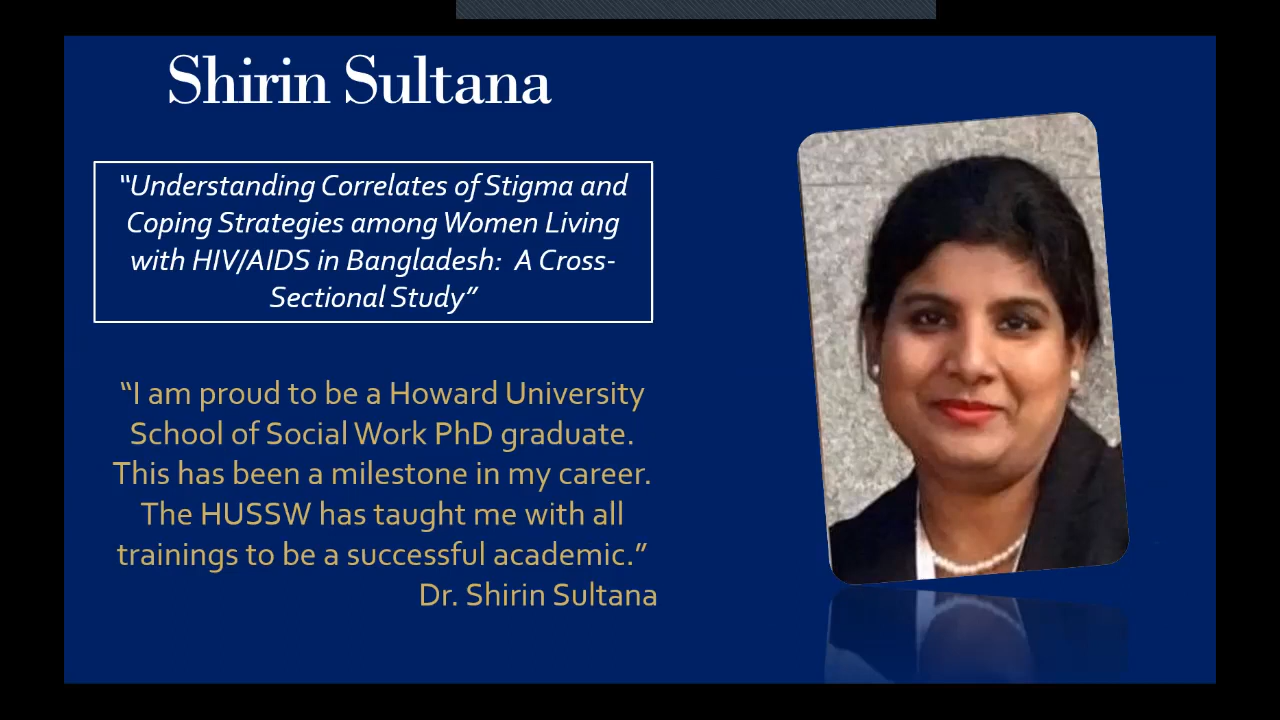 Shirin Sultana
“Understanding Correlates of Stigma and
Coping Strategies among Women Living
with HIV/AIDS in Bangladesh:  A Cross-
Sectional Study”
“I am proud to be a Howard University
School of Social Work PhD graduate.
This has been a milestone in my career.
The HUSSW has taught me with all
trainings to be a successful academic.”
Dr. Shirin Sultana